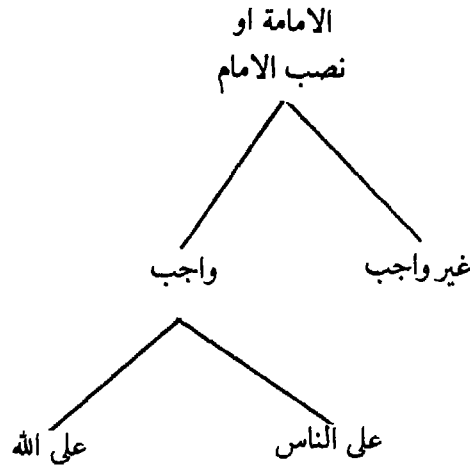 الامامة او
نصب الامام
غير واجب
واجب
على الناس
على الله